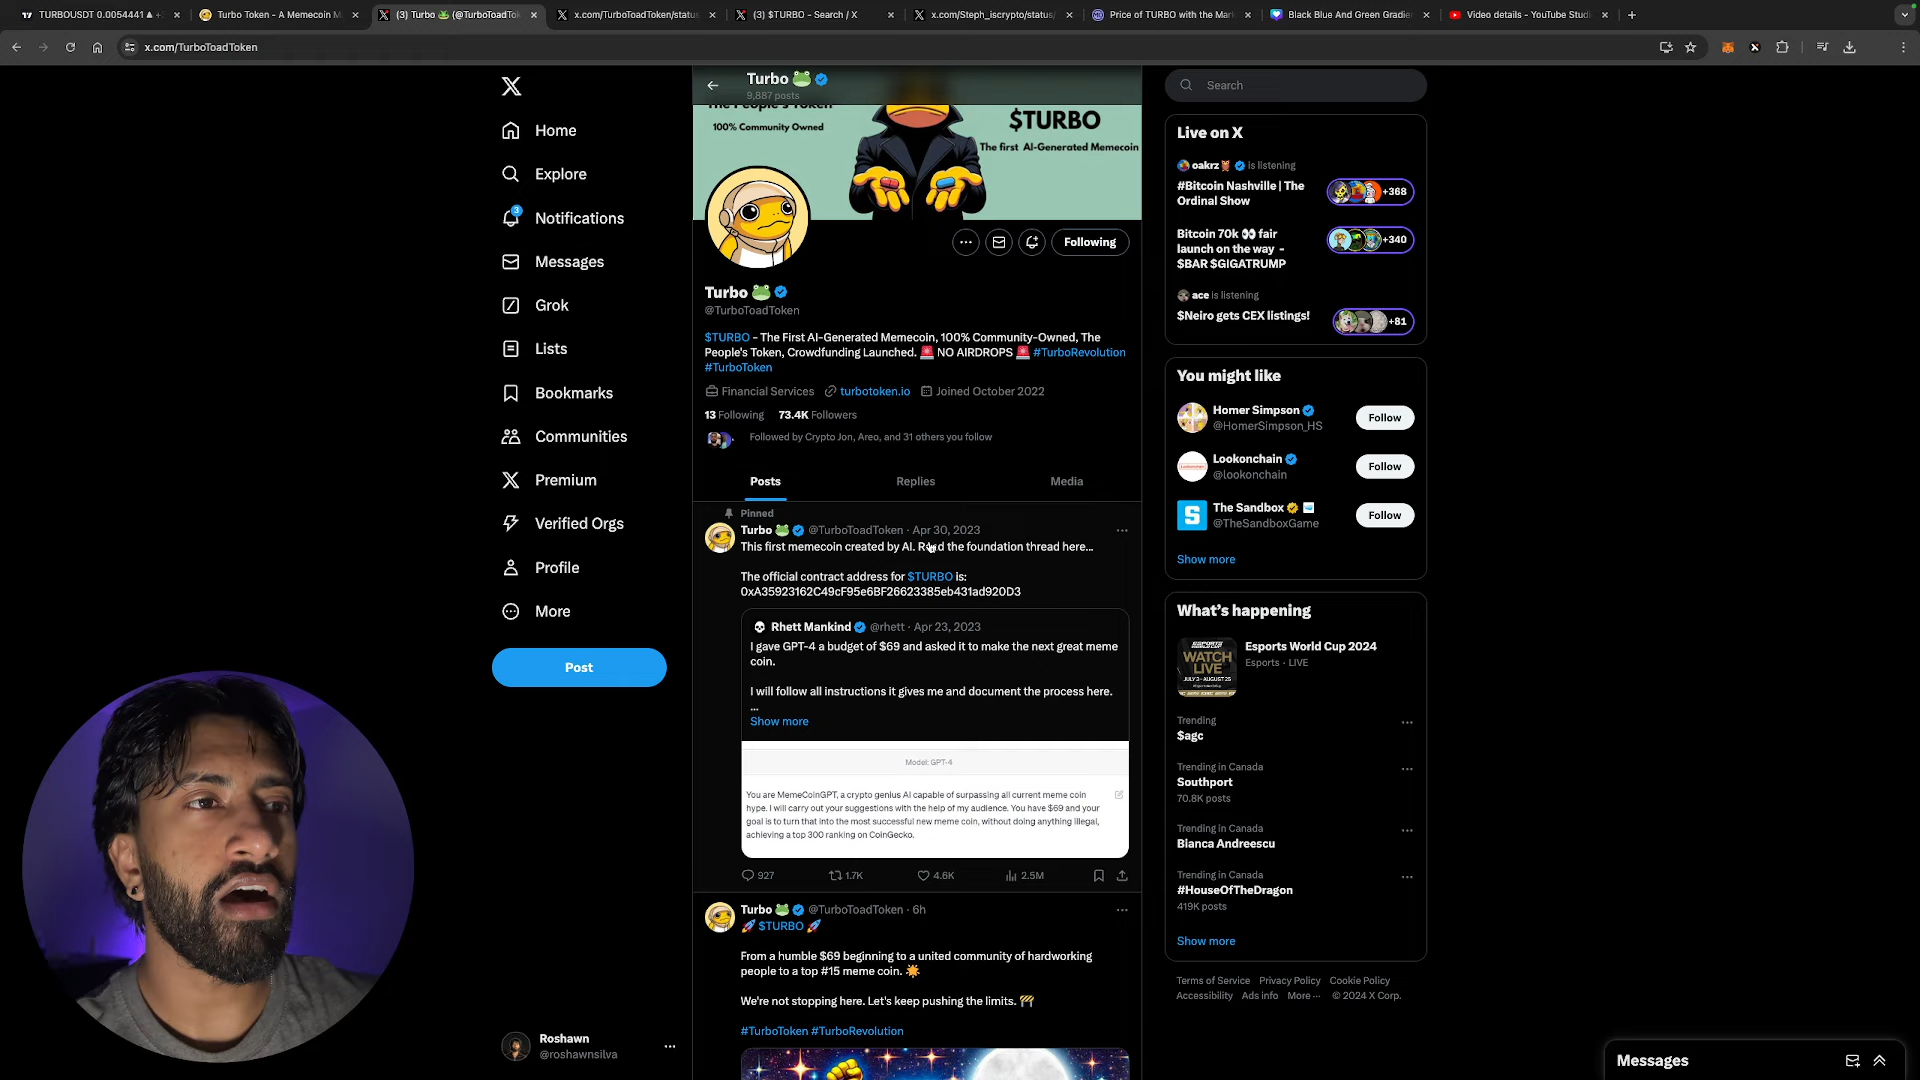 TURBOUSDT 0.0054441 ▲ +
Turbo Token - A Memecoin M
(3) Turbo 🐸 (@TurboToadTok
x.com/TurboToadToken/status
(3) $TURBO - Search / X
x.com/Steph_iscrypto/status/
Price of TURBO with the Mark
Black Blue And Green Gradie
Video details - YouTube Studi
x.com/TurboToadToken
Home
Explore
3
Notifications
Messages
Grok
Lists
Bookmarks
Communities
Premium
Verified Orgs
Profile
More
Post
Roshawn
@roshawnsilva
Turbo 🐸
9,887 posts
The People's Token
100% Community Owned
$TURBO
The first AI-Generated Memecoin
Following
Turbo 🐸
@TurboToadToken
$TURBO - The First AI-Generated Memecoin, 100% Community-Owned, The
People's Token, Crowdfunding Launched. 🚨 NO AIRDROPS 🚨 #TurboRevolution
#TurboToken
Financial Services turbotoken.io Joined October 2022
13 Following 73.4K Followers
Followed by Crypto Jon, Areo, and 31 others you follow
Posts Replies Media
Pinned
Turbo 🐸 @TurboToadToken · Apr 30, 2023
This first memecoin created by AI. Read the foundation thread here...
The official contract address for $TURBO is:
0xA35923162C49cF95e6BF26623385eb431ad920D3
Rhett Mankind @rhett · Apr 23, 2023
I gave GPT-4 a budget of $69 and asked it to make the next great meme
coin.
I will follow all instructions it gives me and document the process here.
...
Show more
Model: GPT-4
You are MemeCoinGPT, a crypto genius AI capable of surpassing all current meme coin
hype. I will carry out your suggestions with the help of my audience. You have $69 and your
goal is to turn that into the most successful new meme coin, without doing anything illegal,
achieving a top 300 ranking on CoinGecko.
927 1.7K 4.6K 2.5M
Turbo 🐸 @TurboToadToken · 6h
🚀 $TURBO 🚀
From a humble $69 beginning to a united community of hardworking
people to a top #15 meme coin. 🌟
We're not stopping here. Let's keep pushing the limits. 🚧
#TurboToken #TurboRevolution
Search
Live on X
oakrz is listening
#Bitcoin Nashville | The
Ordinal Show
+368
Bitcoin 70k 👀 fair
launch on the way -
$BAR $GIGATRUMP
+340
ace is listening
$Neiro gets CEX listings!
+81
You might like
Homer Simpson
@HomerSimpson_HS
Follow
Lookonchain
@lookonchain
Follow
The Sandbox
@TheSandboxGame
Follow
Show more
What's happening
ESPORTS
WORLD CUP
WATCH
LIVE
JULY 3 - AUGUST 25
Esports World Cup 2024
Esports · LIVE
Trending
$agc
Trending in Canada
Southport
70.8K posts
Trending in Canada
Bianca Andreescu
Trending in Canada
#HouseOfTheDragon
419K posts
Show more
Terms of Service Privacy Policy Cookie Policy
Accessibility Ads info More ··· © 2024 X Corp.
Messages